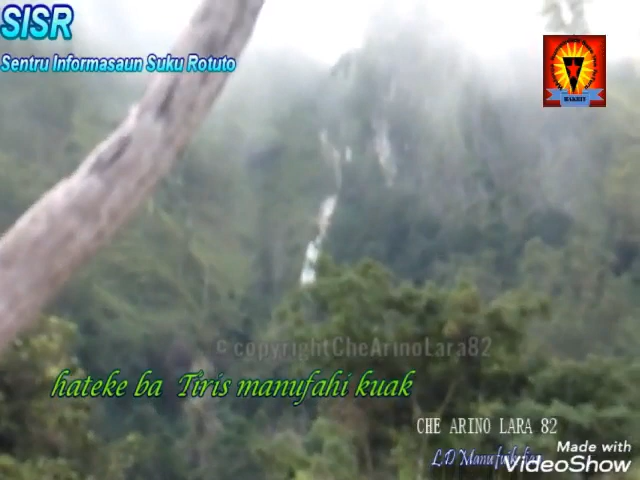 SISR
Sentru Informasaun Suku Rotuto
©copyrightCheArinoLara82
hateke ba Tiris manufahi kuak
CHE ARINO LARA 82
Made with
VideoShow